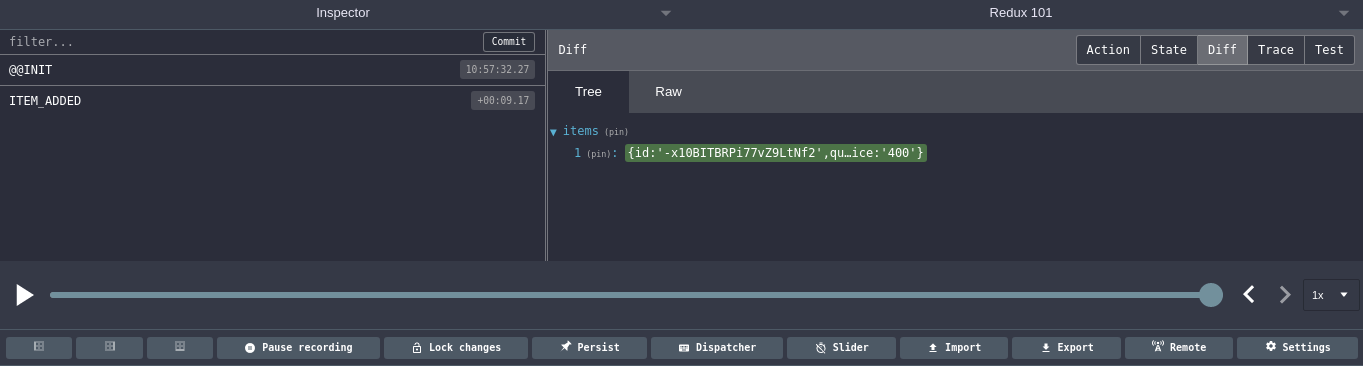 Inspector
Redux 101
filter...
Commit
Diff
Action State Diff Trace Test
@@INIT
10:57:32.27
ITEM_ADDED
+00:09.17
Tree Raw
items (pin)
1 (pin): {id:'-x10BITBRPi77vZ9LtNf2',qu…ice:'400'}
1x
Pause recording Lock changes Persist Dispatcher Slider Import Export Remote Settings